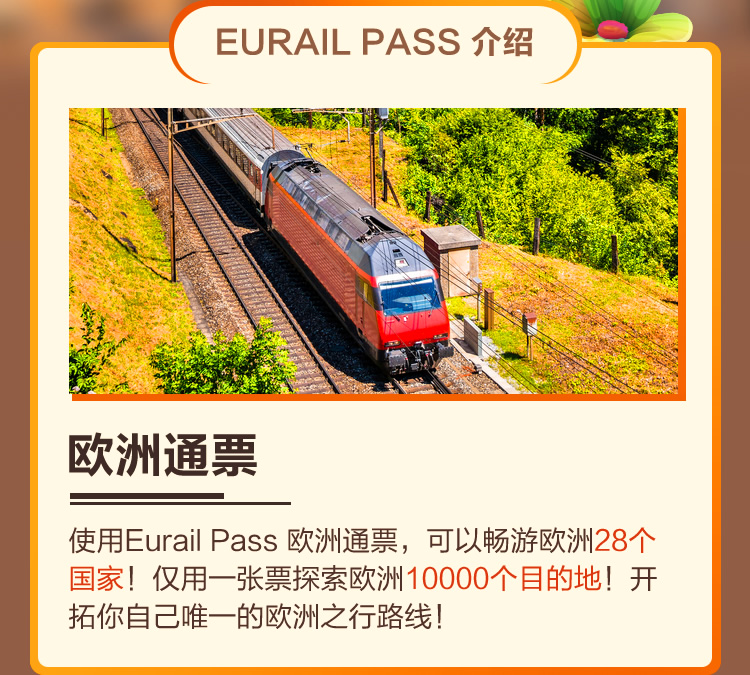 EURAIL PASS 介绍
欧洲通票
使用Eurail Pass 欧洲通票，可以畅游欧洲28个
国家！仅用一张票探索欧洲10000个目的地！开
拓你自己唯一的欧洲之行路线！